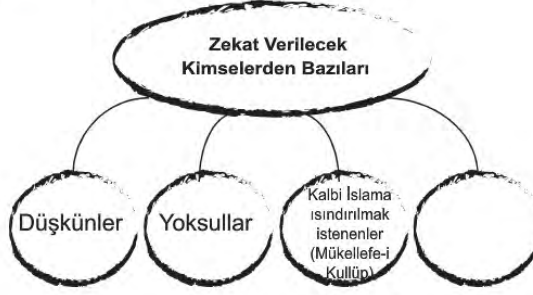 Zekat Verilecek
Kimselerden Bazıları
Düşkünler
Yoksullar
Kalbi İslama
ısındırılmak
istenenler
(Mükellefe-i
Kullüp)